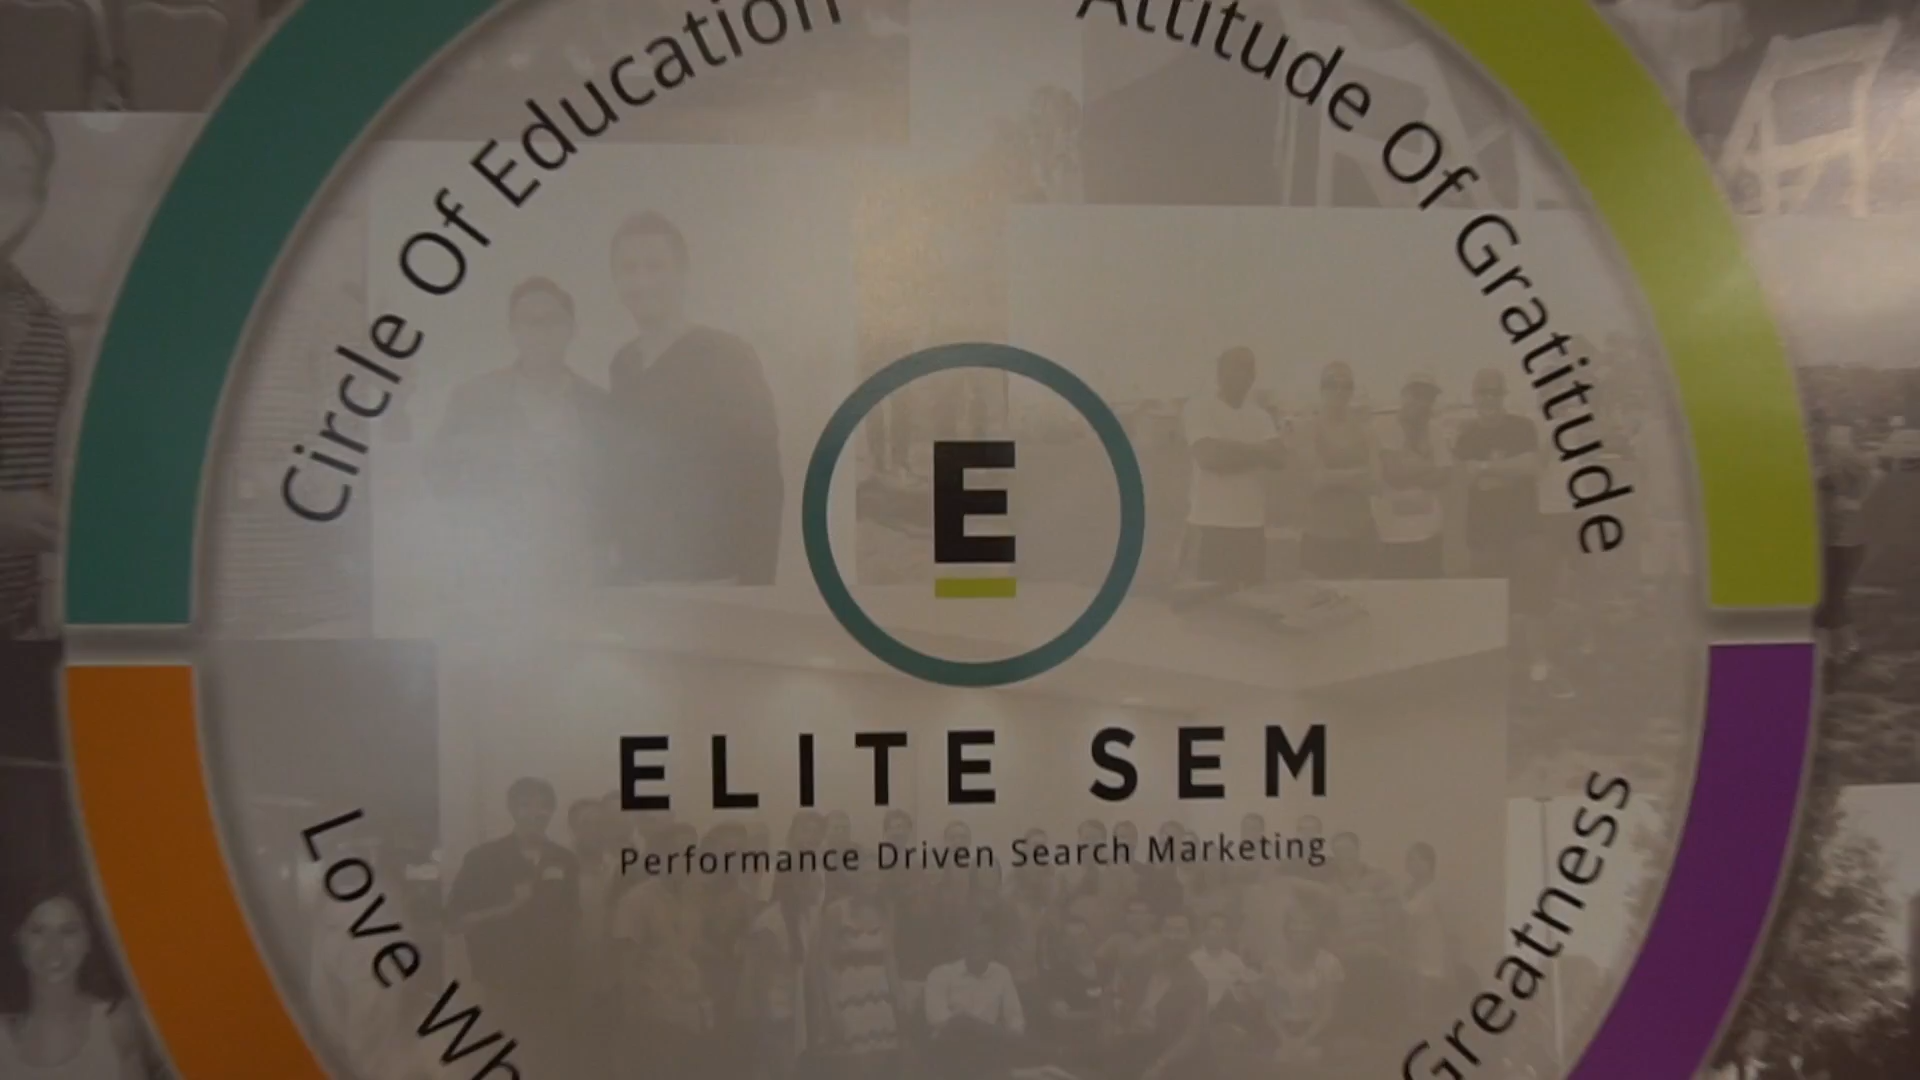 Circle Of Education
Attitude Of Gratitude
E
ELITE SEM
Performance Driven Search Marketing
Love
Greatness